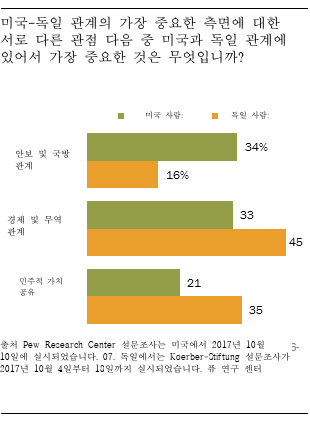 미국-독일 관계의 가장 중요한 측면에 대한
서로 다른 관점 다음 중 미국과 독일 관계에
있어서 가장 중요한 것은 무엇입니까?
미국 사람: 독일 사람:
안보 및 국방
관계
34%
16%
경제 및 무역
관계
33
45
민주적 가치
공유
21
35
출처 Pew Research Center 설문조사는 미국에서 2017년 10월
10일에 실시되었습니다. 07. 독일에서는 Koerber-Stiftung 설문조사가
2017년 10월 4일부터 18일까지 실시되었습니다. 퓨 연구 센터